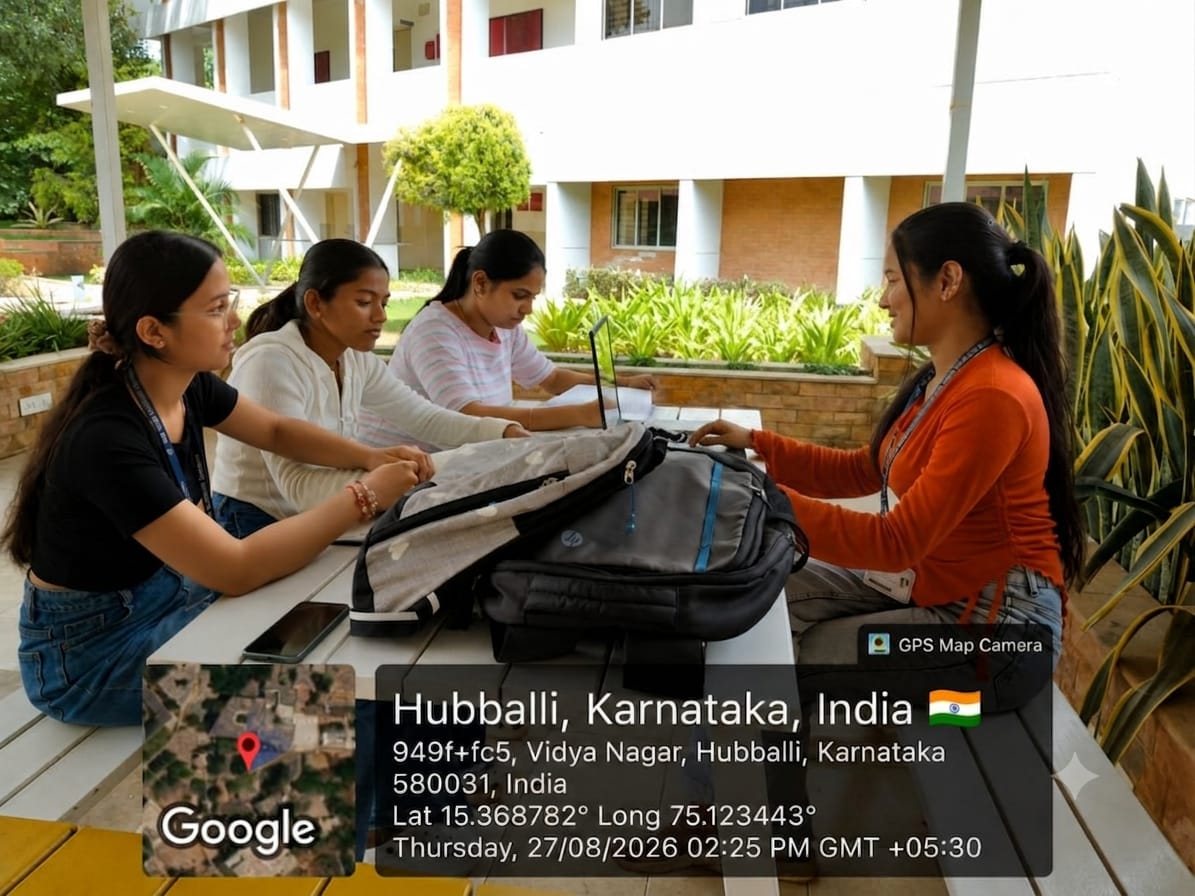 GPS Map Camera
Hubballi, Karnataka, India
949f+fc5, Vidya Nagar, Hubballi, Karnataka
580031, India
Lat 15.368782° Long 75.123443°
Thursday, 27/08/2026 02:25 PM GMT +05:30
Google